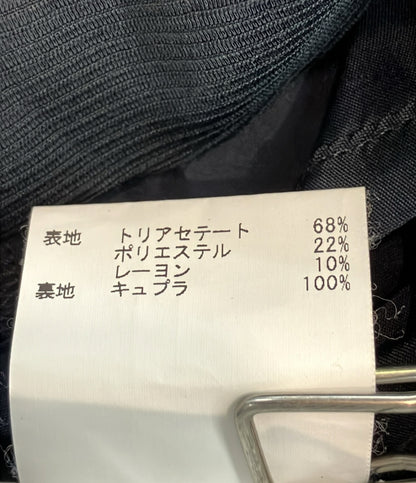 表地 トリアセテート 68%
ポリエステル 22%
レーヨン 10%
裏地 キュプラ 100%